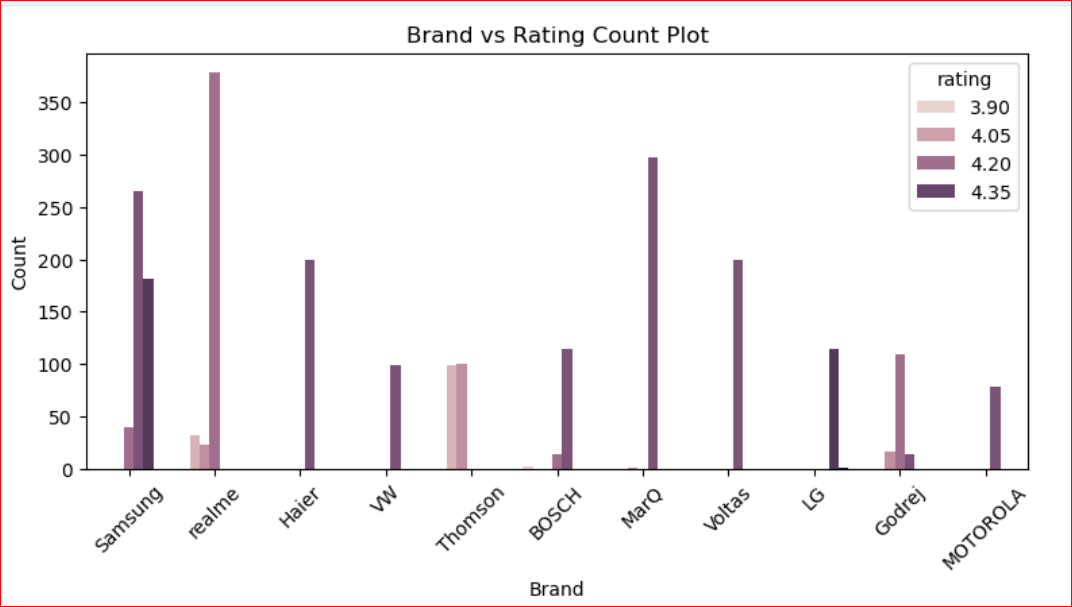 Brand vs Rating Count Plot
rating
3.90
4.05
4.20
4.35
Count
350
300
250
200
150
100
50
0
Samsung
realme
Haier
VW
Thomson
BOSCH
MarQ
Voltas
LG
Godrej
MOTOROLA
Brand